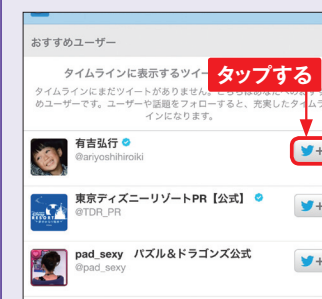 おすすめユーザー
タイムラインに表示するツイー
タップする
タイムラインにまだツイートがありません。
めユーザーです。ユーザーや話題をフォローすると、充実したタイムラ
インになります。
有吉弘行
@ariyoshihiroiki
東京ディズニーリゾートPR【公式】
@TDR_PR
pad_sexy パズル&ドラゴンズ公式
@pad_sexy